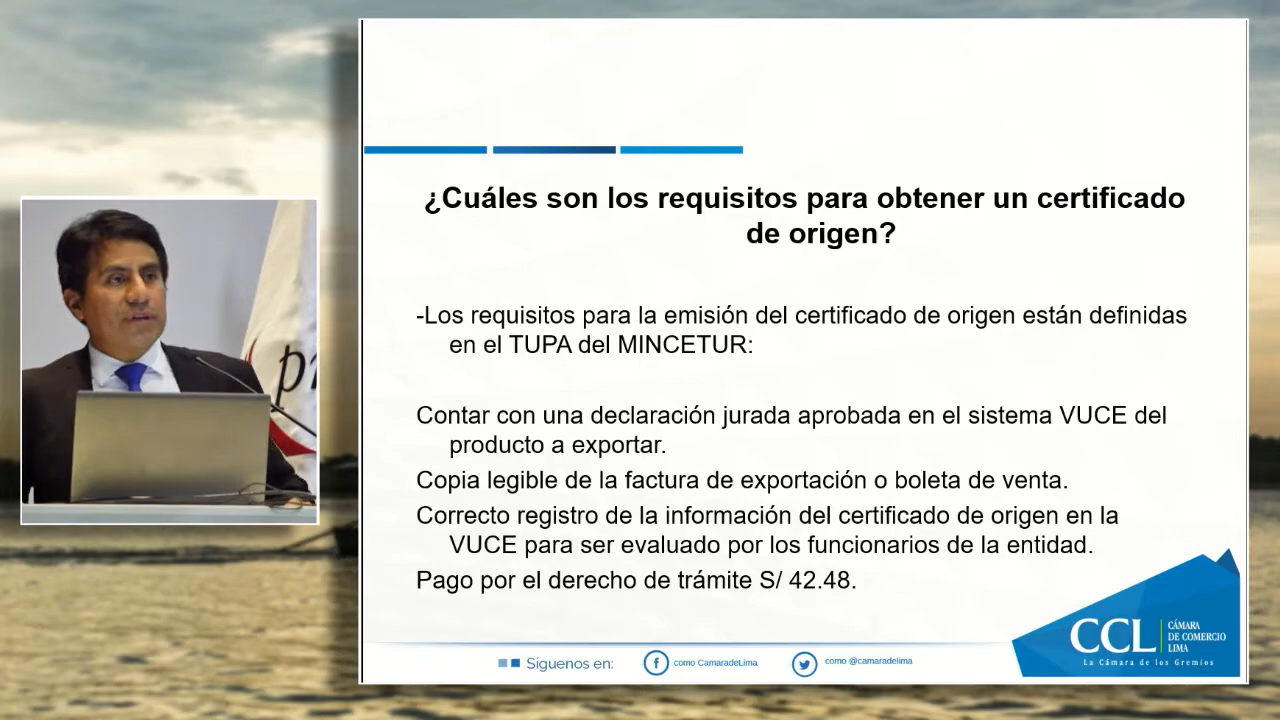 ¿Cuáles son los requisitos para obtener un certificado
de origen?
-Los requisitos para la emisión del certificado de origen están definidas
en el TUPA del MINCETUR:
Contar con una declaración jurada aprobada en el sistema VUCE del
producto a exportar.
Copia legible de la factura de exportación o boleta de venta.
Correcto registro de la información del certificado de origen en la
VUCE para ser evaluado por los funcionarios de la entidad.
Pago por el derecho de trámite S/ 42.48.
CCL
CÁMARA
DE COMERCIO
LIMA
La Cámara de los Gremios
Síguenos en:
como CamaradeLima
como @camaradelima